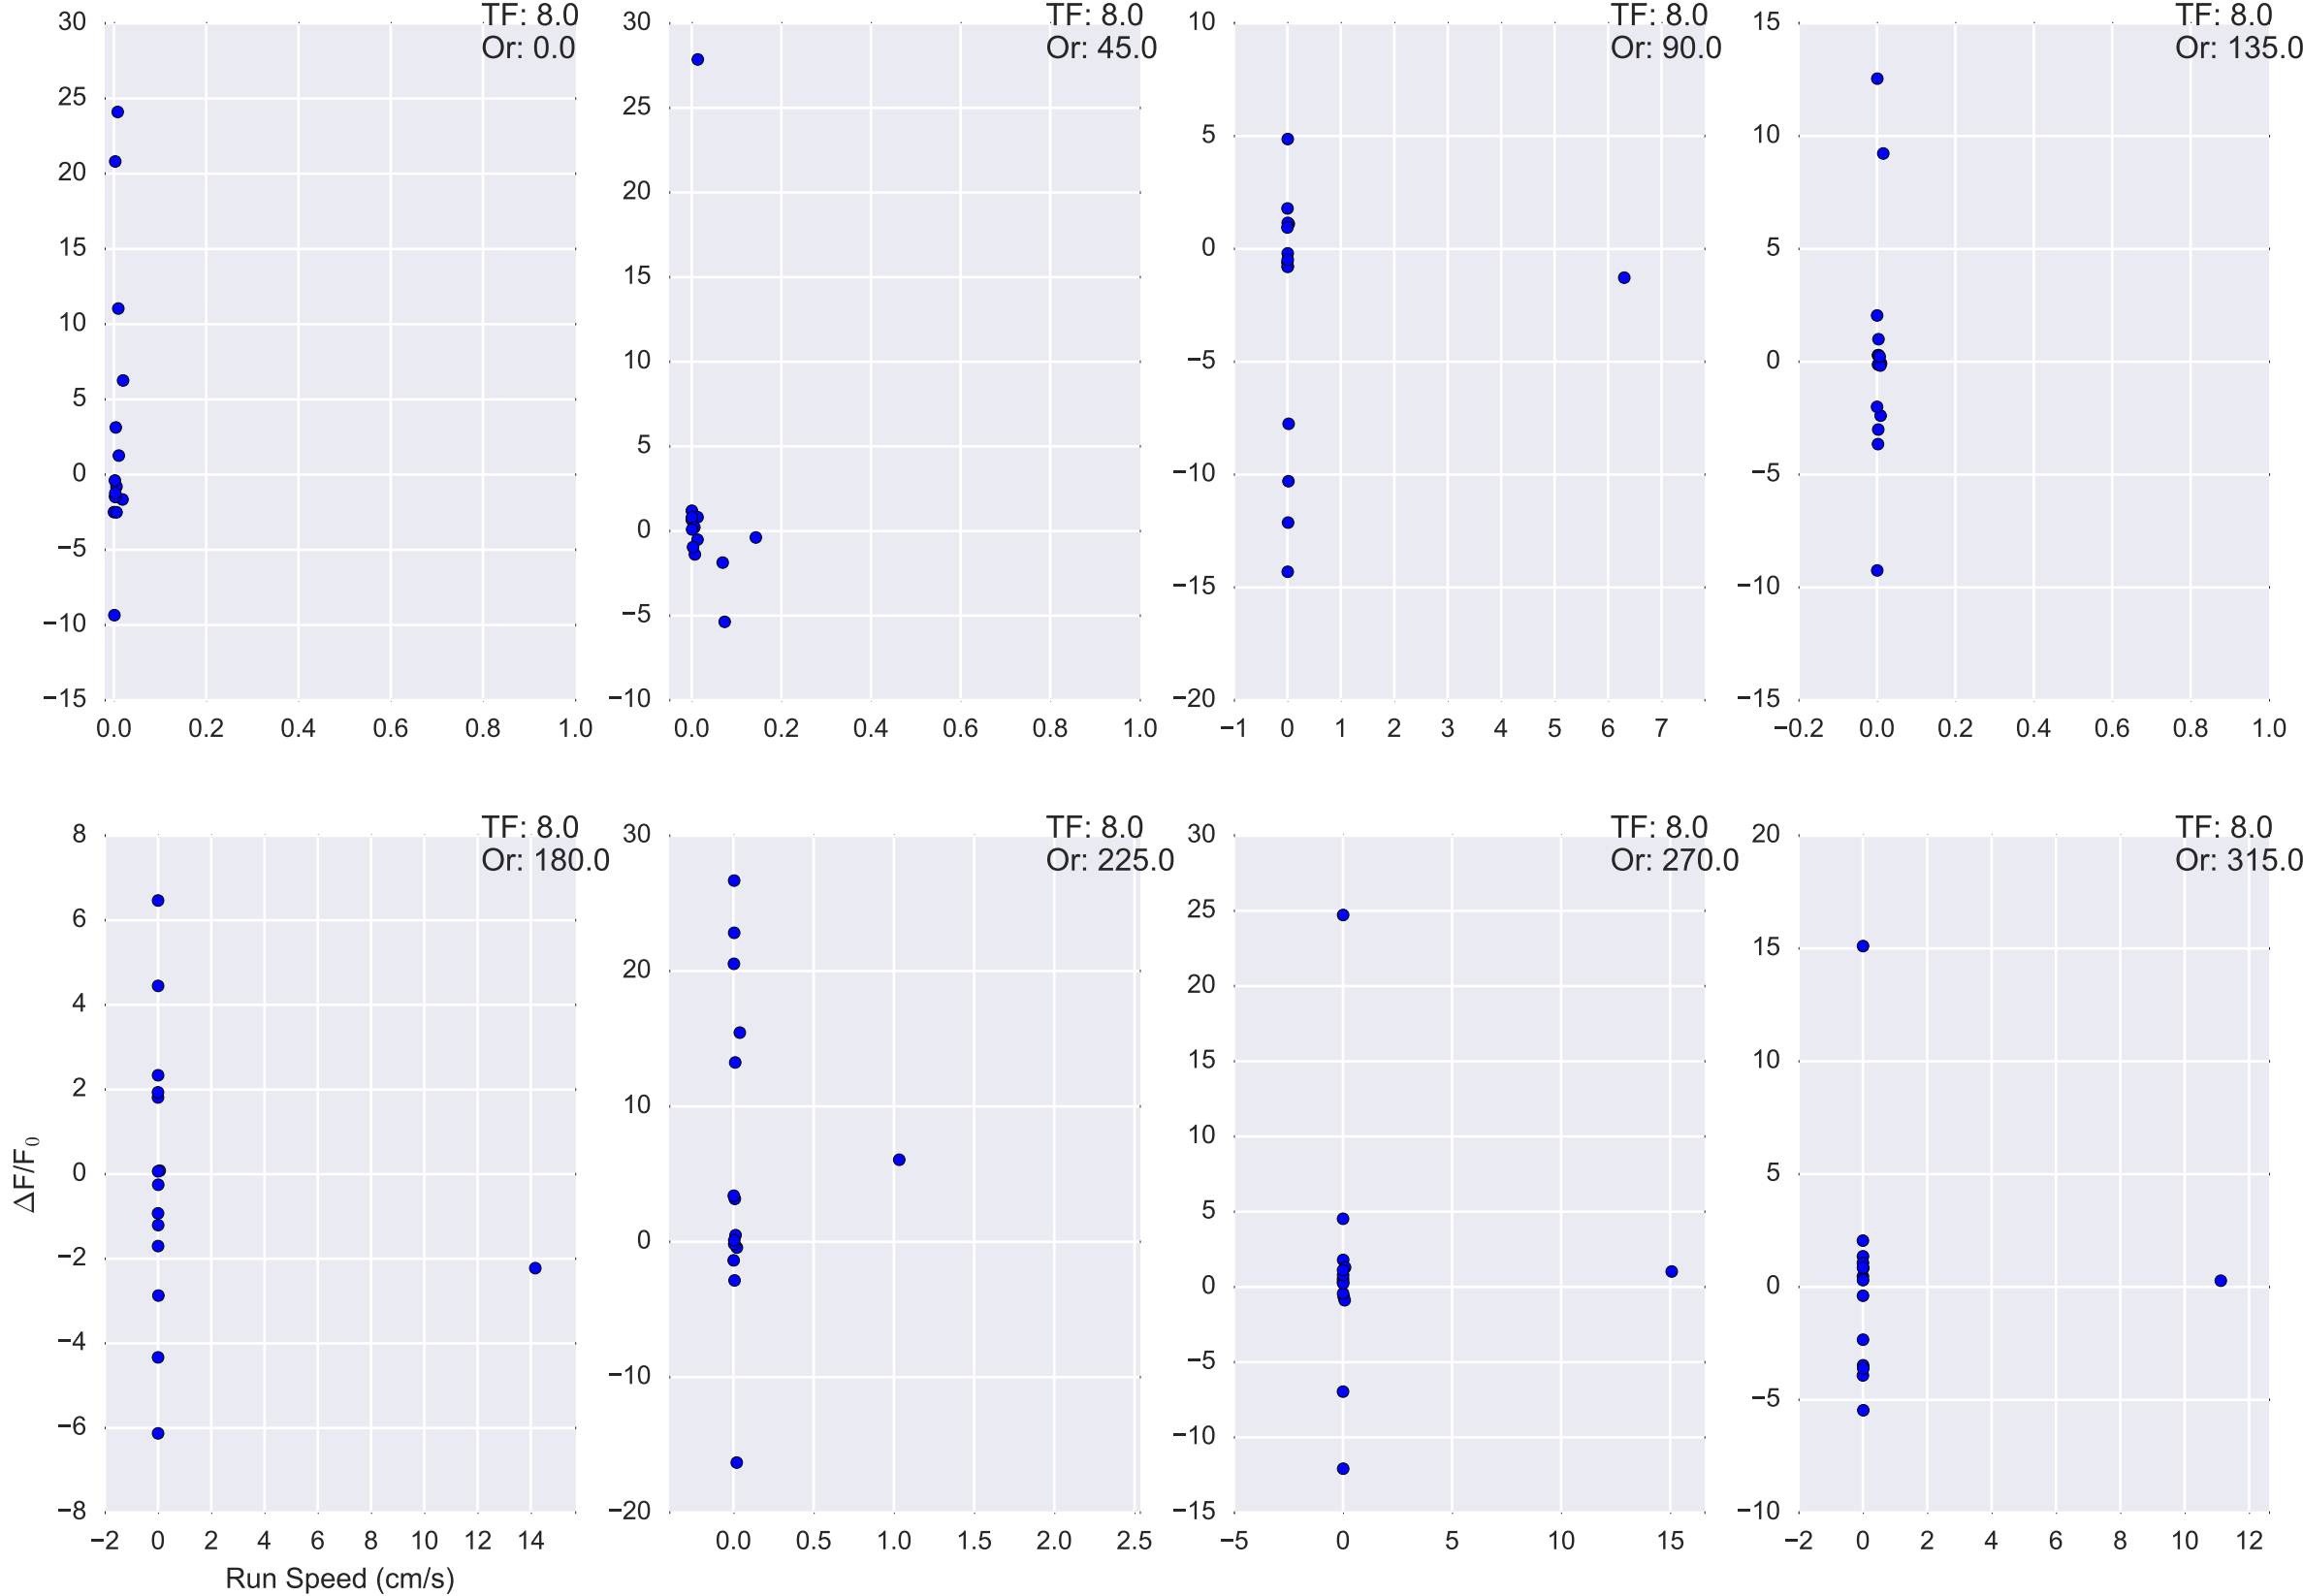 TF: 8.0
Or: 0.0
30
25
20
15
10
5
0
−5
−10
−15
0.0 0.2 0.4 0.6 0.8 1.0
TF: 8.0
Or: 45.0
30
25
20
15
10
5
0
−5
−10
0.0 0.2 0.4 0.6 0.8 1.0
TF: 8.0
Or: 90.0
10
5
0
−5
−10
−15
−20
−1 0 1 2 3 4 5 6 7
TF: 8.0
Or: 135.0
15
10
5
0
−5
−10
−15
−0.2 0.0 0.2 0.4 0.6 0.8 1.0
TF: 8.0
Or: 180.0
8
6
4
2
0
−2
−4
−6
−8
ΔF/F0
−2 0 2 4 6 8 10 12 14
Run Speed (cm/s)
TF: 8.0
Or: 225.0
30
20
10
0
−10
−20
0.0 0.5 1.0 1.5 2.0 2.5
TF: 8.0
Or: 270.0
30
25
20
15
10
5
0
−5
−10
−15
−5 0 5 10 15
TF: 8.0
Or: 315.0
20
15
10
5
0
−5
−10
−2 0 2 4 6 8 10 12